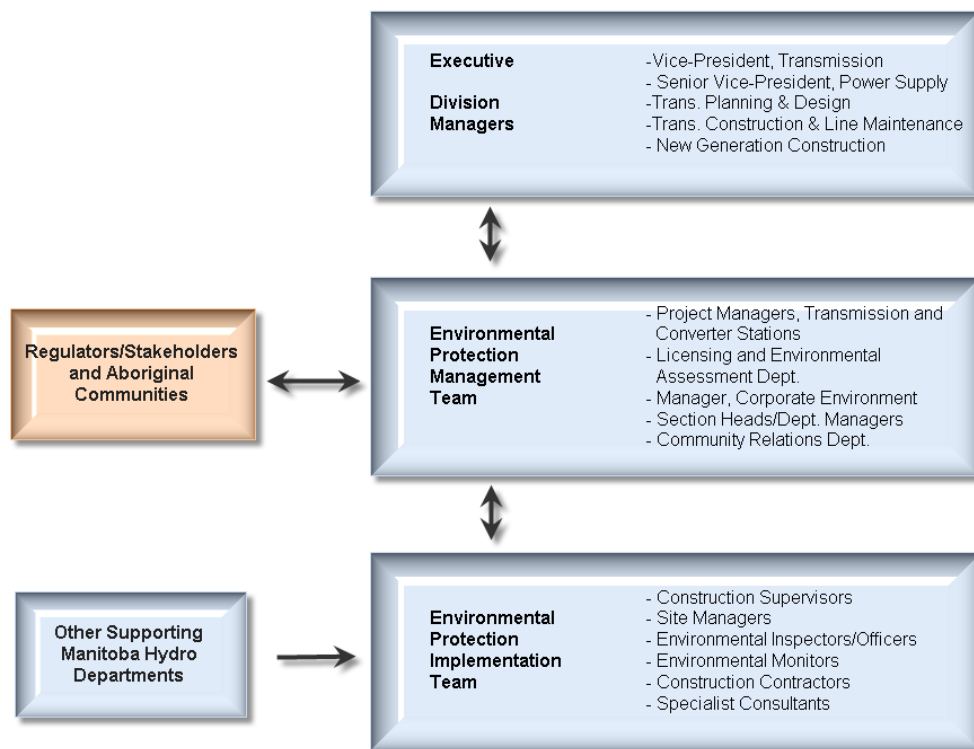 Executive -Vice-President, Transmission
- Senior Vice-President, Power Supply
Division -Trans. Planning & Design
Managers -Trans. Construction & Line Maintenance
- New Generation Construction
Regulators/Stakeholders
and Aboriginal
Communities
Environmental
Protection
Management
Team
- Project Managers, Transmission and
Converter Stations
- Licensing and Environmental
Assessment Dept.
- Manager, Corporate Environment
- Section Heads/Dept. Managers
- Community Relations Dept.
Other Supporting
Manitoba Hydro
Departments
Environmental
Protection
Implementation
Team
- Construction Supervisors
- Site Managers
- Environmental Inspectors/Officers
- Environmental Monitors
- Construction Contractors
- Specialist Consultants